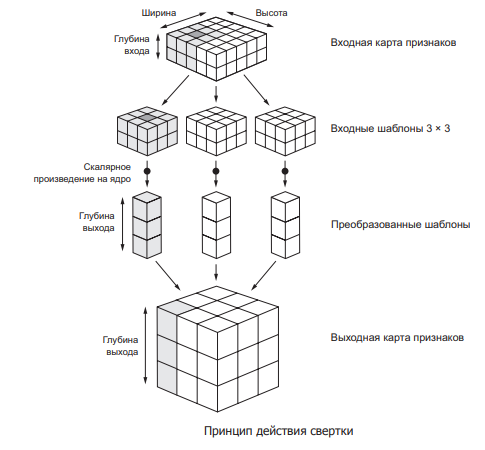 Ширина
Высота
Глубина
входа
Входная карта признаков
Входные шаблоны 3 × 3
Скалярное
произведение на ядро
Глубина
выхода
Преобразованные шаблоны
Глубина
выхода
Выходная карта признаков
Принцип действия свертки